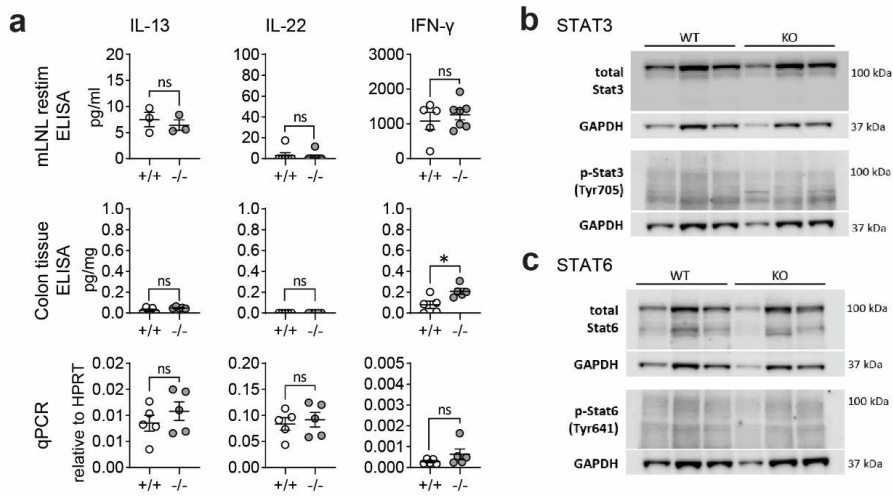 a
IL-13
IL-22
IFN-γ
mLNL restim
ELISA
pg/ml
20
15
10
5
0
ns
+/+ -/-
100
80
60
40
20
0
ns
+/+ -/-
3000
2000
1000
0
ns
+/+ -/-
Colon tissue
ELISA
pg/mg
1.0
0.8
0.6
0.4
0.2
0.0
ns
+/+ -/-
1.0
0.8
0.6
0.4
0.2
0.0
ns
+/+ -/-
1.0
0.8
0.6
0.4
0.2
0.0
*
+/+ -/-
qPCR
relative to HPRT
0.02
0.01
0.01
0.00
0.00
ns
+/+ -/-
0.20
0.15
0.10
0.05
0.00
ns
+/+ -/-
0.005
0.004
0.003
0.002
0.001
0.000
ns
+/+ -/-
b STAT3
WT KO
total
Stat3
100 kDa
GAPDH
37 kDa
p-Stat3
(Tyr705)
100 kDa
GAPDH
37 kDa
c STAT6
WT KO
total
Stat6
100 kDa
GAPDH
37 kDa
p-Stat6
(Tyr641)
100 kDa
GAPDH
37 kDa